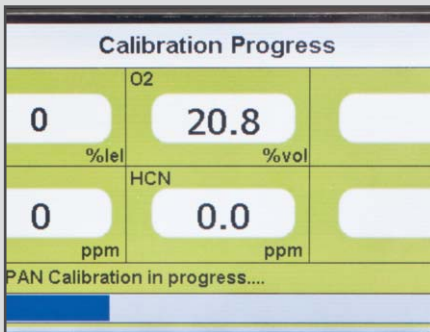 Calibration Progress
O2
0 20.8
%lel %vol
HCN
0 0.0
ppm ppm
PAN Calibration in progress....